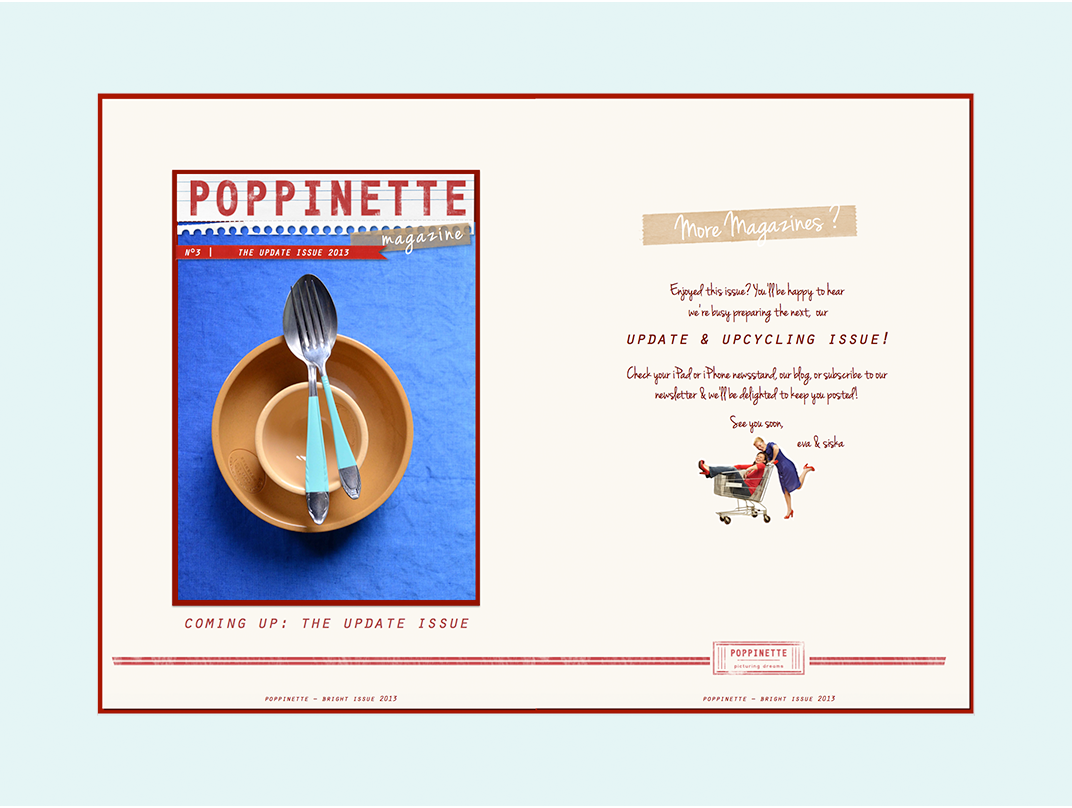 POPPINETTE
magazine
Nº3 | THE UPDATE ISSUE 2013
COMING UP: THE UPDATE ISSUE
POPPINETTE – BRIGHT ISSUE 2013
More Magazines ?
Enjoyed this issue? You'll be happy to hear
we're busy preparing the next, our
UPDATE & UPCYCLING ISSUE!
Check your iPad or iPhone newsstand, our blog, or subscribe to our
newsletter & we'll be delighted to keep you posted!
See you soon,
eva & siska
POPPINETTE
picturing dreams
POPPINETTE – BRIGHT ISSUE 2013